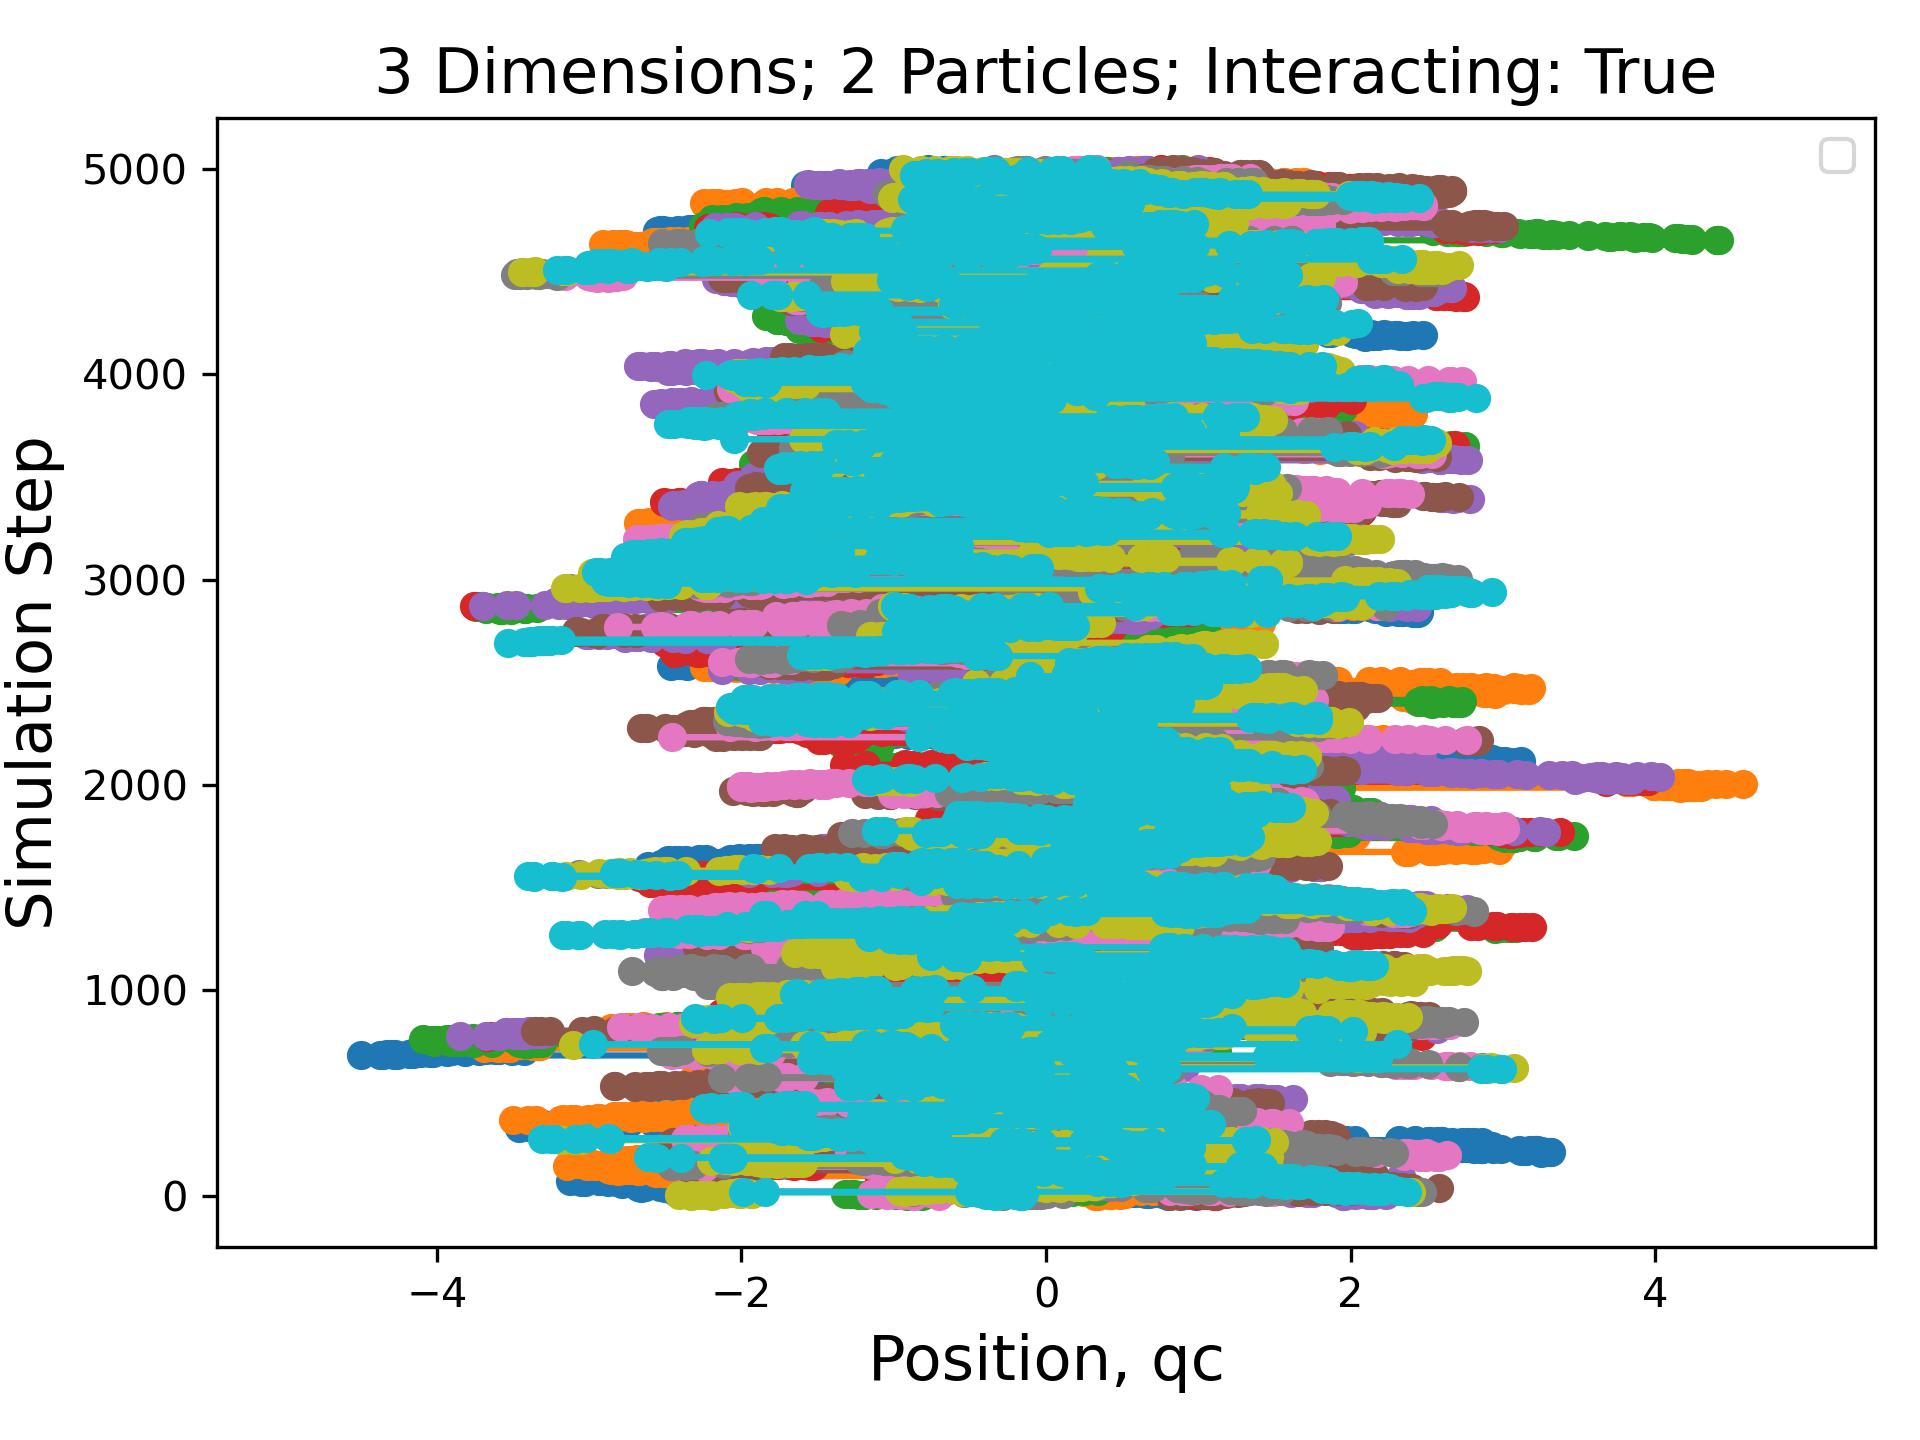 3 Dimensions; 2 Particles; Interacting: True
Simulation Step
5000
4000
3000
2000
1000
0
−4 −2 0 2 4
Position, qc